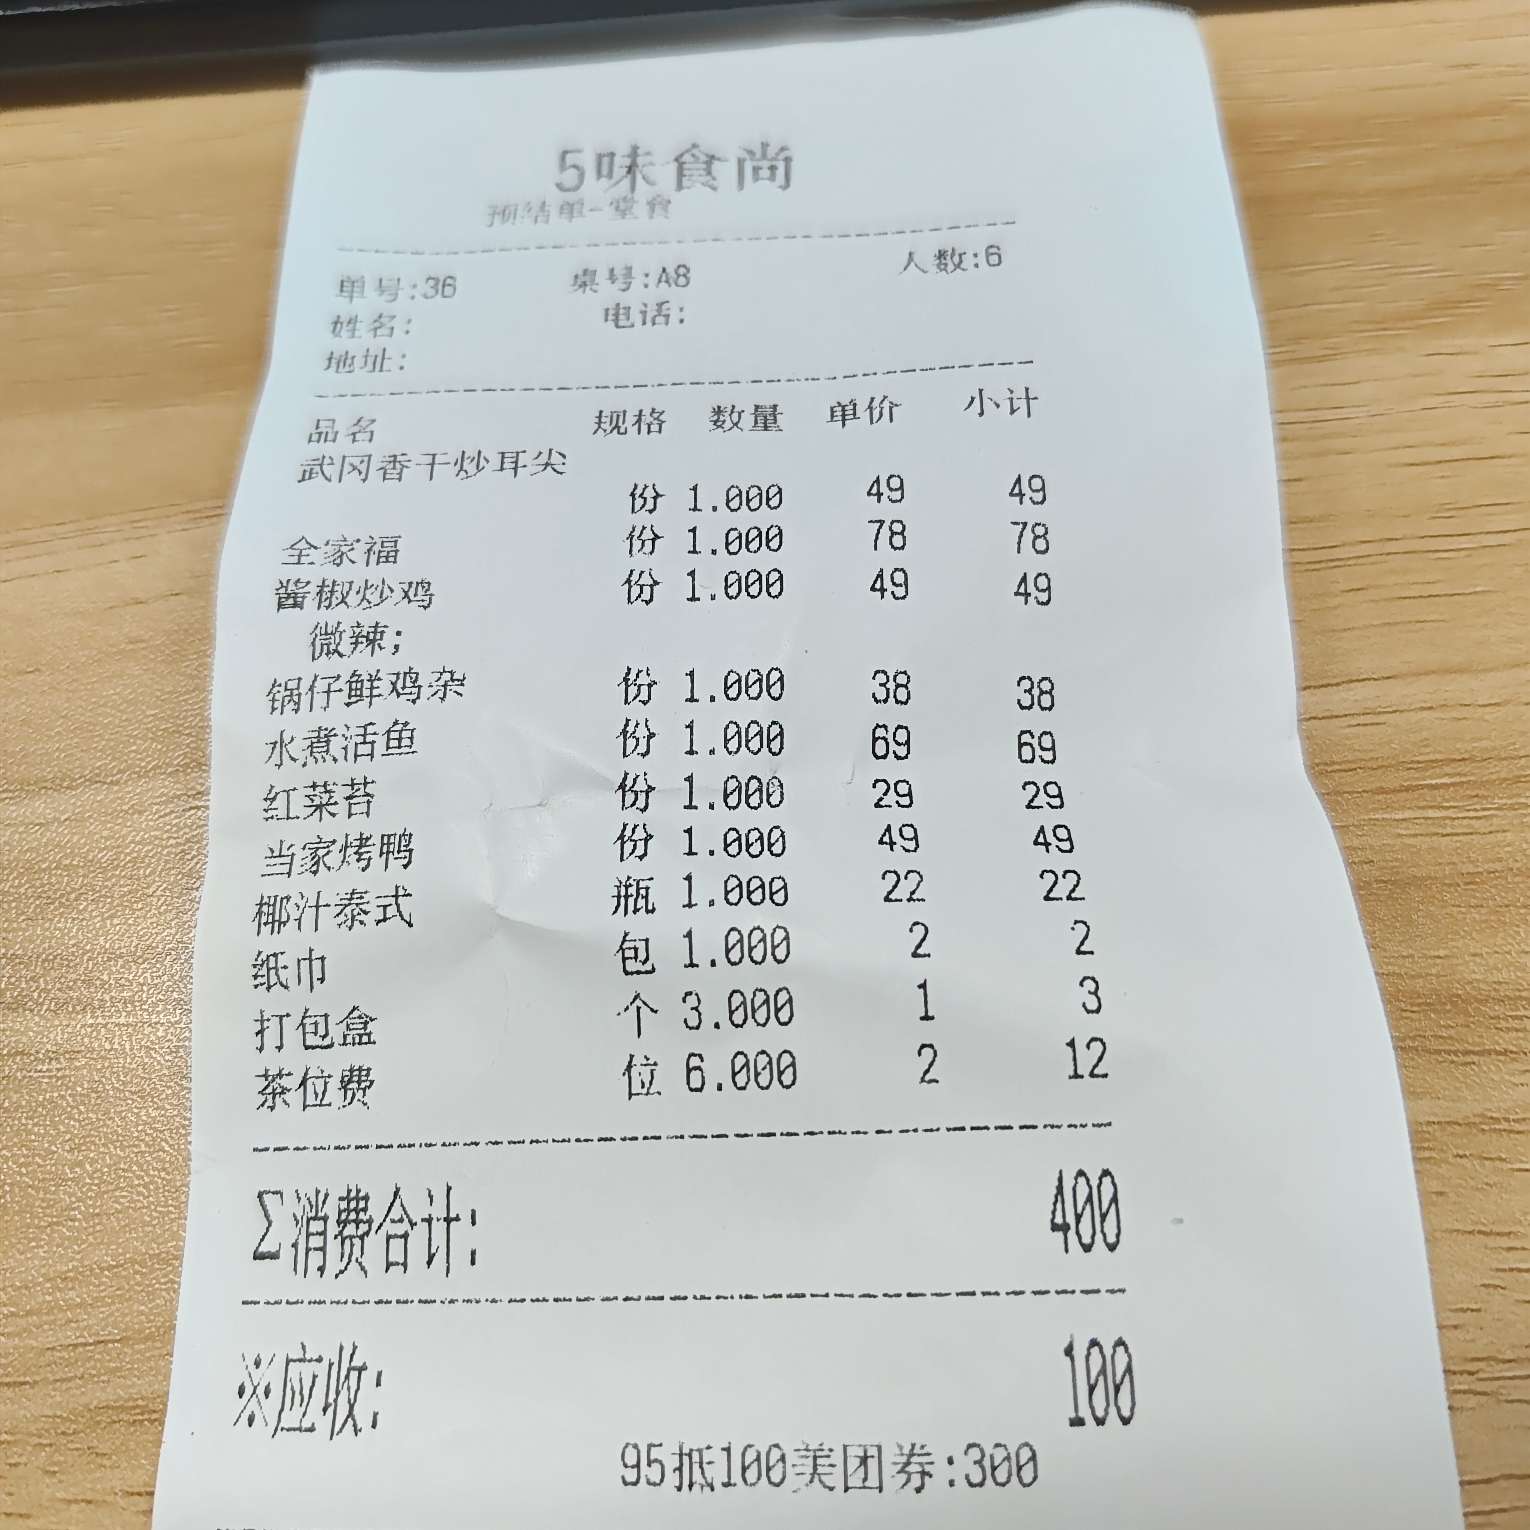 5味食尚
预结单-堂食
单号:36 桌号:A8 人数:6
姓名: 电话:
地址:
品名 规格 数量 单价 小计
武冈香干炒耳尖
份 1.000 49 49
全家福 份 1.000 78 78
酱椒炒鸡 份 1.000 49 49
微辣;
锅仔鲜鸡杂 份 1.000 38 38
水煮活鱼 份 1.000 69 69
红菜苔 份 1.000 29 29
当家烤鸭 份 1.000 49 49
椰汁泰式 瓶 1.000 22 22
纸巾 包 1.000 2 2
打包盒 个 3.000 1 3
茶位费 位 6.000 2 12
Σ消费合计: 400
※应收: 100
95抵100美团券:300